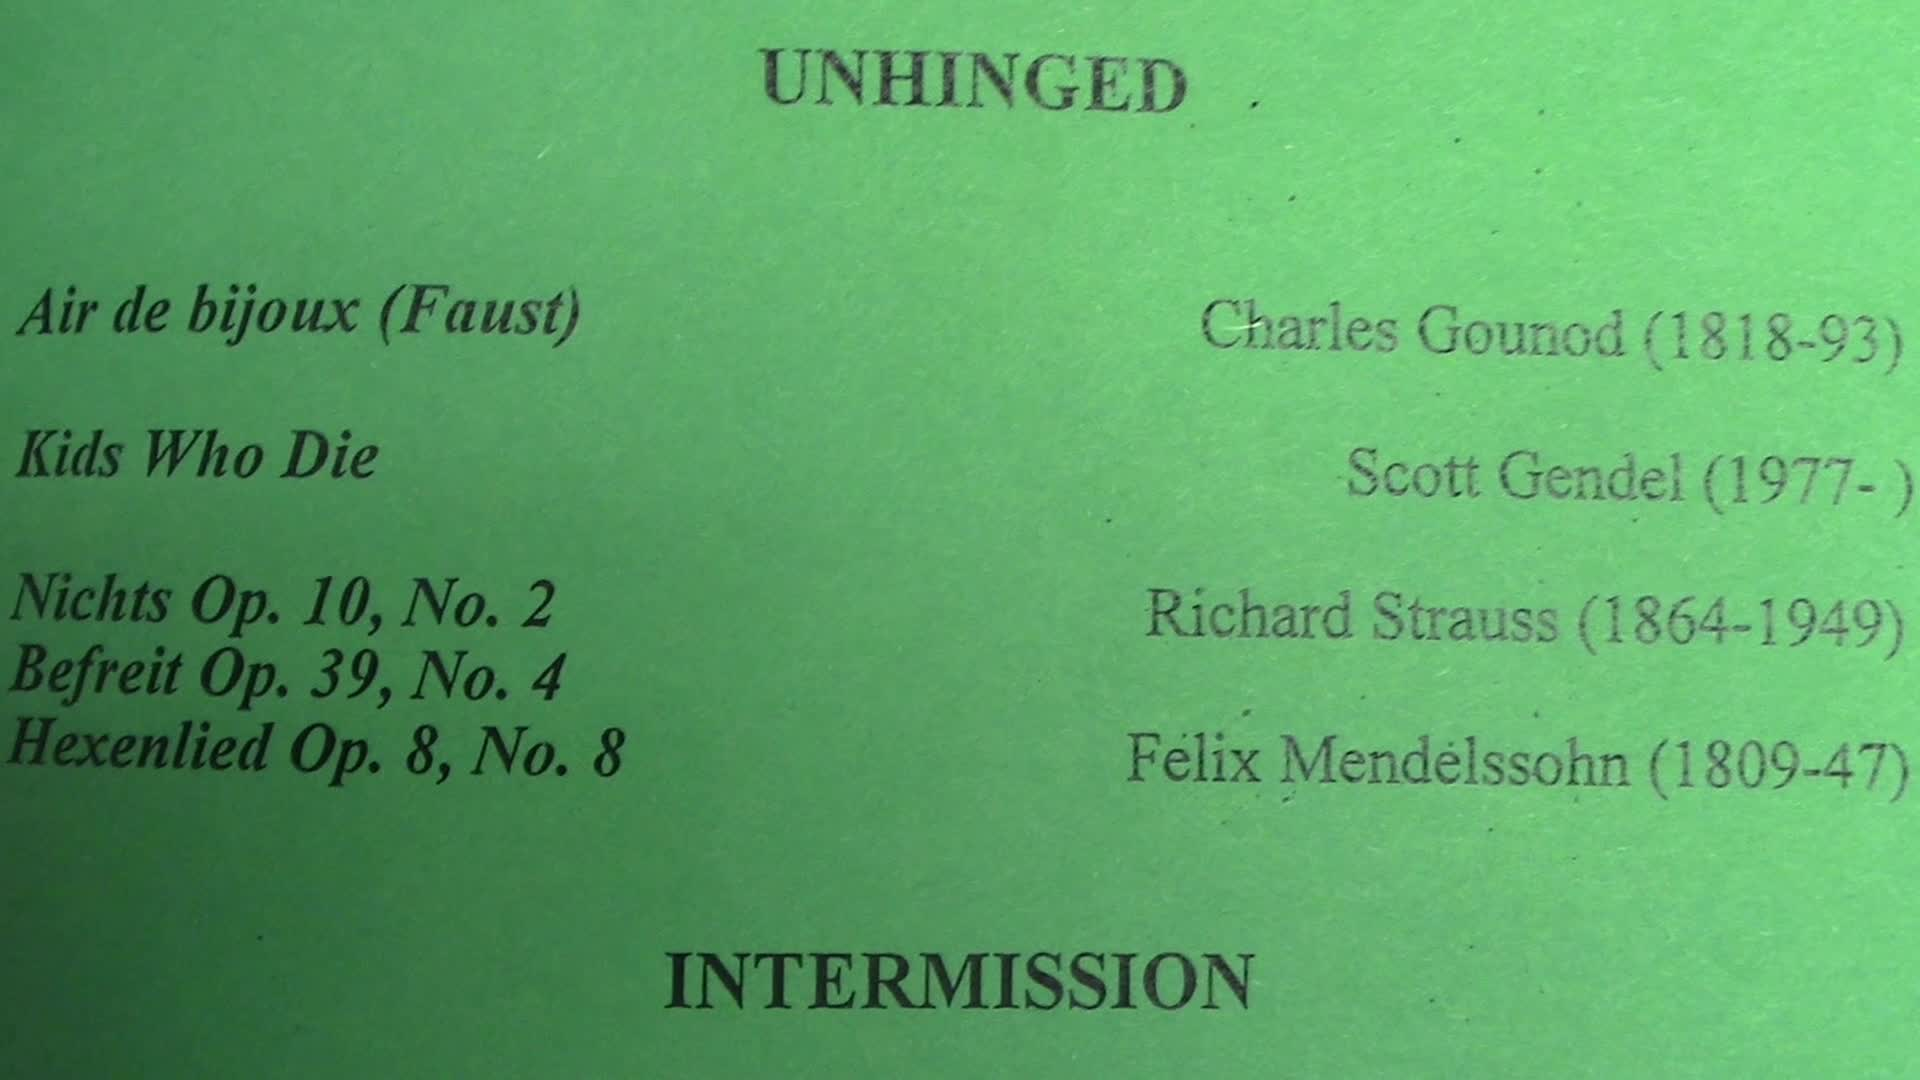 UNHINGED
Air de bijoux (Faust) Charles Gounod (1818-93)
Kids Who Die Scott Gendel (1977- )
Nichts Op. 10, No. 2 Richard Strauss (1864-1949)
Befreit Op. 39, No. 4
Hexenlied Op. 8, No. 8 Felix Mendelssohn (1809-47)
INTERMISSION